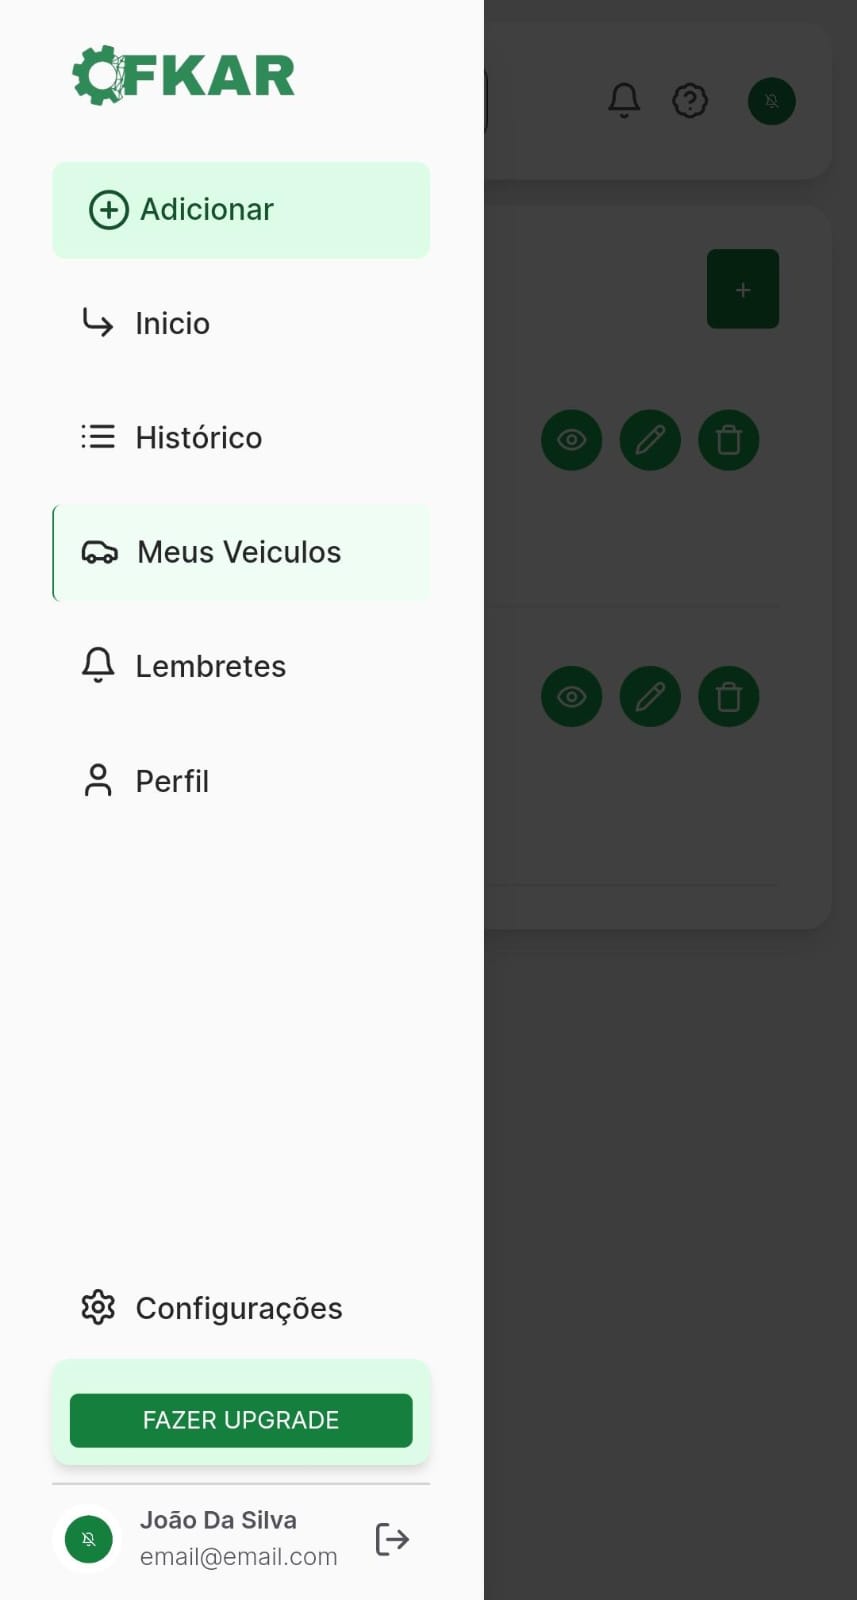 OFKAR
Adicionar
Inicio
Histórico
Meus Veiculos
Lembretes
Perfil
Configurações
FAZER UPGRADE
João Da Silva
email@email.com